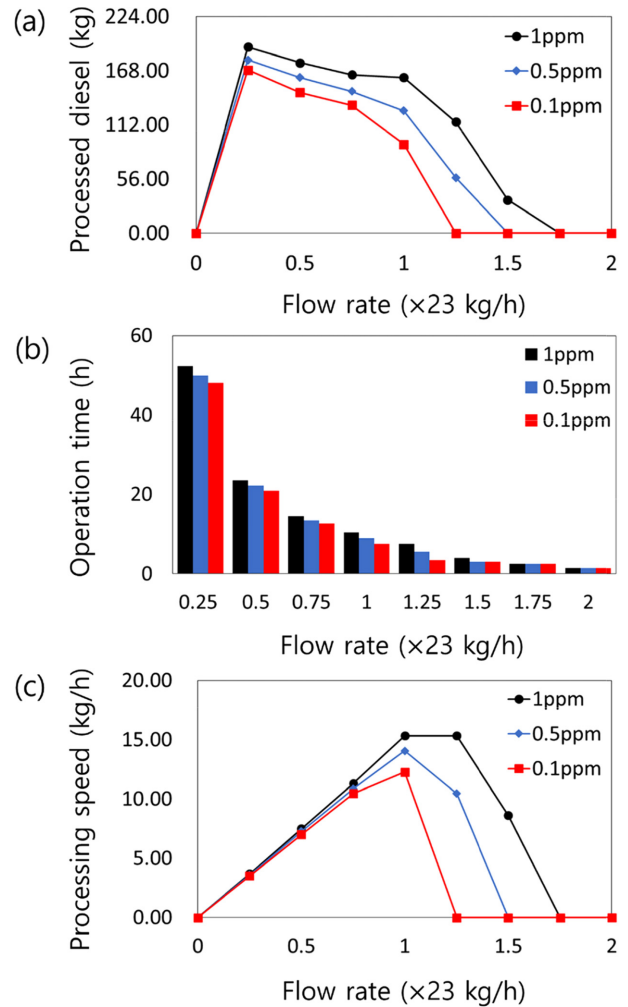 (a)
Processed diesel (kg)
224.00
168.00
112.00
56.00
0.00
1ppm
0.5ppm
0.1ppm
0 0.5 1 1.5 2
Flow rate (×23 kg/h)
(b)
Operation time (h)
60
40
20
0
1ppm
0.5ppm
0.1ppm
0.25 0.5 0.75 1 1.25 1.5 1.75 2
Flow rate (×23 kg/h)
(c)
Processing speed (kg/h)
20.00
15.00
10.00
5.00
0.00
1ppm
0.5ppm
0.1ppm
0 0.5 1 1.5 2
Flow rate (×23 kg/h)